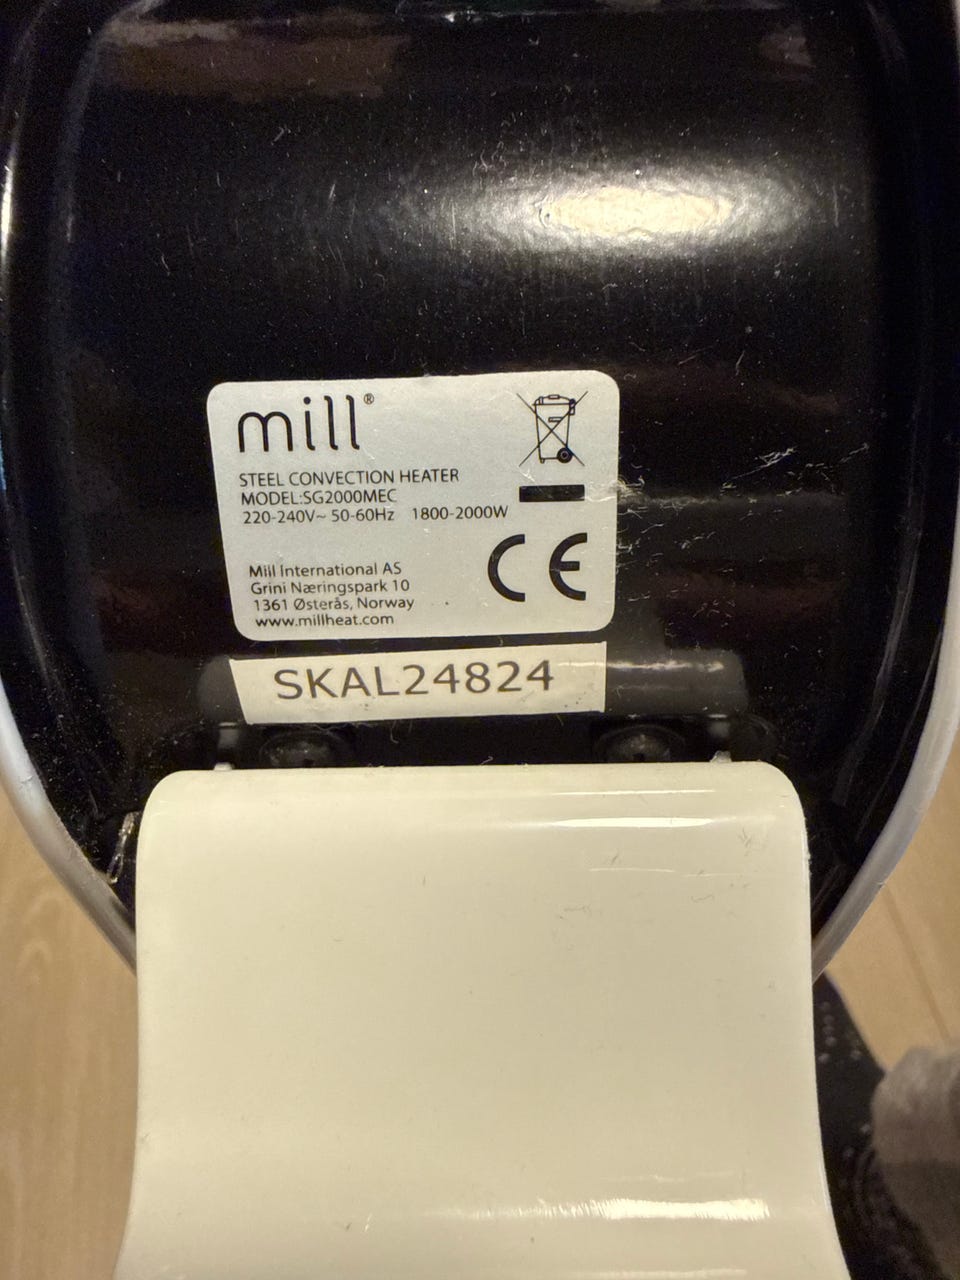 mill®
STEEL CONVECTION HEATER
MODEL:SG2000MEC
220-240V~ 50-60Hz 1800-2000W
CE
Mill International AS
Grini Næringspark 10
1361 Østerås, Norway
www.millheat.com
SKAL24824